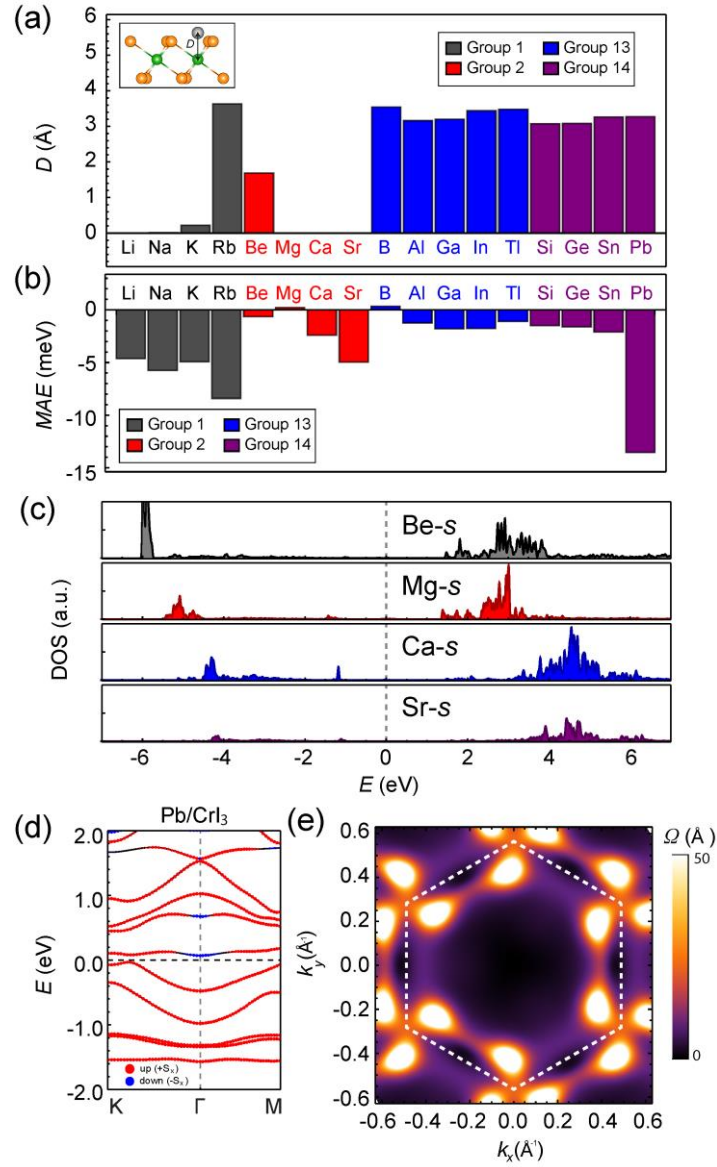 (a)
6
5
4
3
2
1
0
D (Å)
D
Group 1 Group 13
Group 2 Group 14
Li Na K Rb Be Mg Ca Sr B Al Ga In Tl Si Ge Sn Pb
(b)
Li Na K Rb Be Mg Ca Sr B Al Ga In Tl Si Ge Sn Pb
0
-5
-10
-15
MAE (meV)
Group 1 Group 13
Group 2 Group 14
(c)
DOS (a.u.)
Be-s
Mg-s
Ca-s
Sr-s
-6 -4 -2 0 2 4 6
E (eV)
(d)
Pb/CrI₃
2.0
1.0
0.0
-1.0
-2.0
E (eV)
up (+Sₓ)
down (-Sₓ)
K Γ M
(e)
0.6
0.4
0.2
0.0
-0.2
-0.4
-0.6
k_y(Å⁻¹)
-0.6 -0.4 -0.2 0.0 0.2 0.4 0.6
k_x(Å⁻¹)
Ω (Å )
50
0